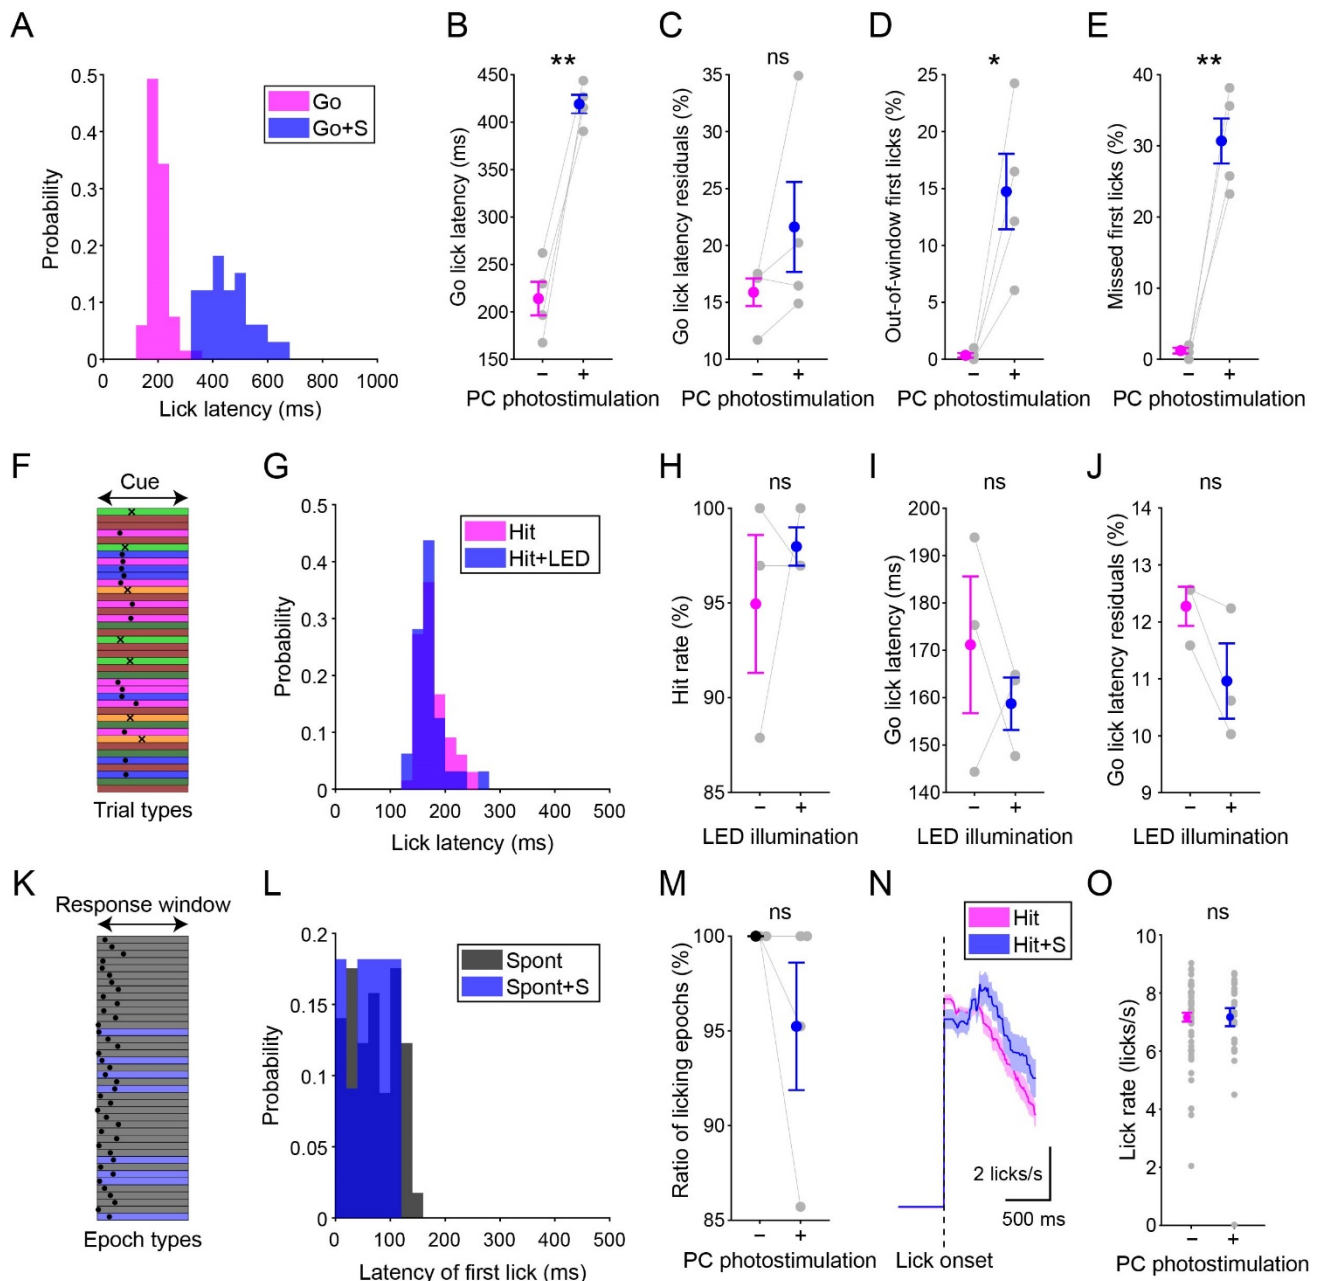 A
0.5
0.4
0.3
0.2
0.1
0
Probability
0
200
400
600
800
1000
Lick latency (ms)
Go
Go+S
B
**
450
400
350
300
250
200
150
Go lick latency (ms)
− +
PC photostimulation
C
ns
35
30
25
20
15
10
Go lick latency residuals (%)
− +
PC photostimulation
D
*
25
20
15
10
5
0
Out-of-window first licks (%)
− +
PC photostimulation
E
**
40
30
20
10
0
Missed first licks (%)
− +
PC photostimulation
F
Cue
Trial types
G
0.5
0.4
0.3
0.2
0.1
0
Probability
0
100
200
300
400
500
Lick latency (ms)
Hit
Hit+LED
H
ns
100
95
90
85
Hit rate (%)
− +
LED illumination
I
ns
200
190
180
170
160
150
140
Go lick latency (ms)
− +
LED illumination
J
ns
14
13
12
11
10
9
Go lick latency residuals (%)
− +
LED illumination
K
Response window
Epoch types
L
0.2
0.15
0.1
0.05
0
Probability
0
100
200
300
400
500
Latency of first lick (ms)
Spont
Spont+S
M
ns
100
95
90
85
Ratio of licking epochs (%)
− +
PC photostimulation
N
Hit
Hit+S
2 licks/s
500 ms
Lick onset
O
ns
10
8
6
4
2
0
Lick rate (licks/s)
− +
PC photostimulation